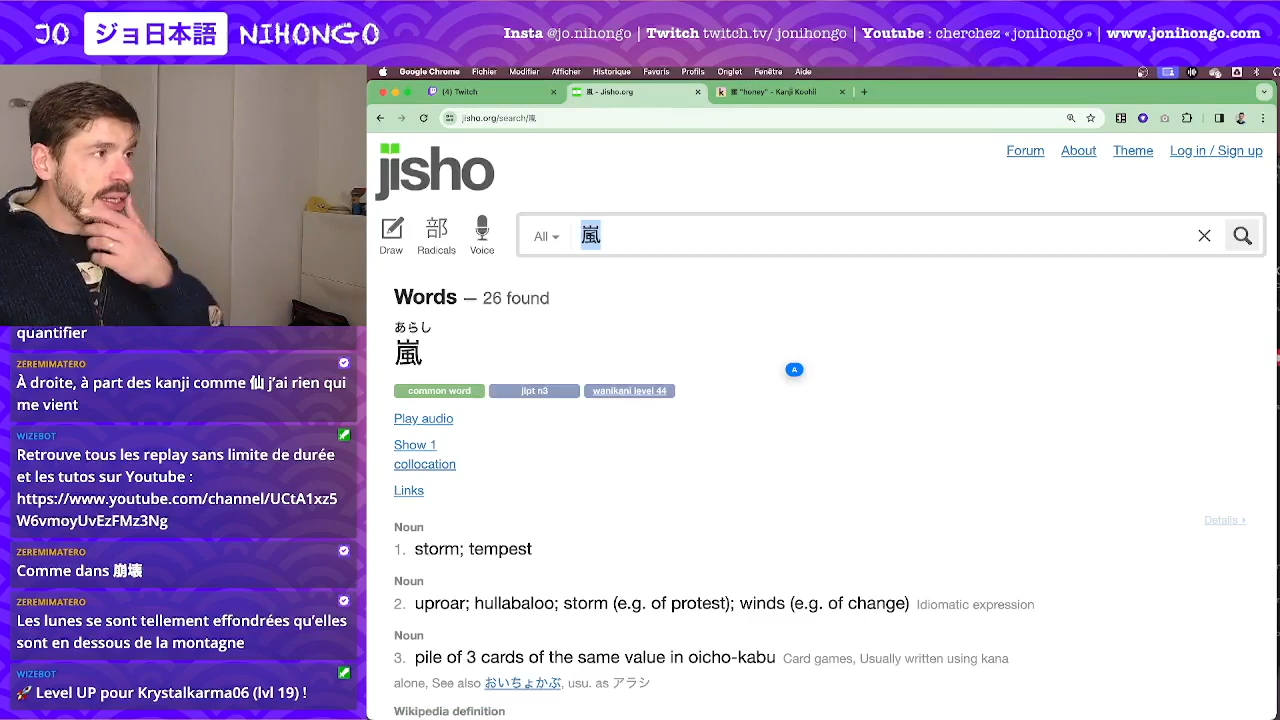 JO ジョ日本語 NIHONGO
Insta @jo.nihongo | Twitch twitch.tv/ jonihongo | Youtube : cherchez «jonihongo » | www.jonihongo.com
Google Chrome Fichier Modifier Afficher Historique Favoris Profils Onglet Fenêtre Aide
(4) Twitch
嵐 - Jisho.org
"honey" - Kanji Koohii
jisho.org/search/嵐
jisho
Forum About Theme Log in / Sign up
Draw
部 Radicals
Voice
All 嵐
Words — 26 found
あらし
嵐
common word jlpt n3 wanikani level 44
Play audio
Show 1
collocation
Links
Details
Noun
1. storm; tempest
Noun
2. uproar; hullabaloo; storm (e.g. of protest); winds (e.g. of change) Idiomatic expression
Noun
3. pile of 3 cards of the same value in oicho-kabu Card games, Usually written using kana
alone, See also おいちょかぶ, usu. as アラシ
Wikipedia definition
A
quantifier
ZEREMIMATERO
À droite, à part des kanji comme 仙 j'ai rien qui
me vient
WIZEBOT
Retrouve tous les replay sans limite de durée
et les tutos sur Youtube :
https://www.youtube.com/channel/UCtA1xz5
W6vmoyUvEzFMz3Ng
ZEREMIMATERO
Comme dans 崩壊
ZEREMIMATERO
Les lunes se sont tellement effondrées qu'elles
sont en dessous de la montagne
WIZEBOT
🚀 Level UP pour Krystalkarma06 (lvl 19) !